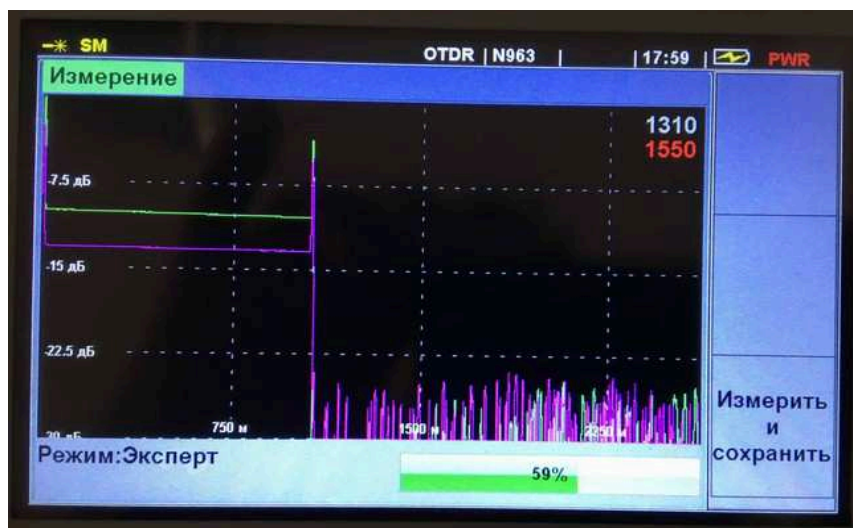 SM
OTDR | N963 | | 17:59 | PWR
Измерение
1310
1550
-7.5 дБ
-15 дБ
-22.5 дБ
750 м
1500 м
2250 м
Режим:Эксперт
59%
Измерить
и
сохранить